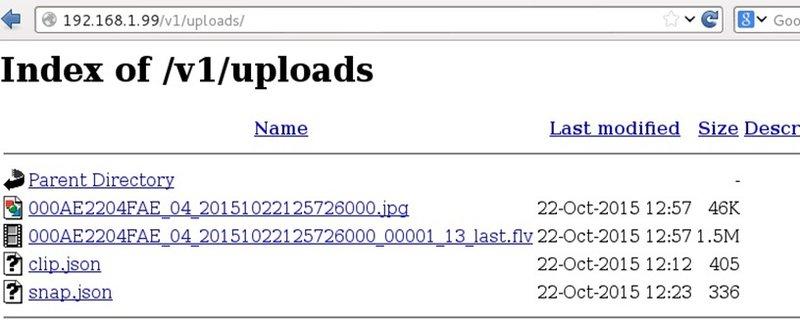 192.168.1.99/v1/uploads/
Goo
Index of /v1/uploads
Name Last modified Size Descr
Parent Directory -
000AE2204FAE_04_20151022125726000.jpg 22-Oct-2015 12:57 46K
000AE2204FAE_04_20151022125726000_00001_13_last.flv 22-Oct-2015 12:57 1.5M
clip.json 22-Oct-2015 12:12 405
snap.json 22-Oct-2015 12:23 336